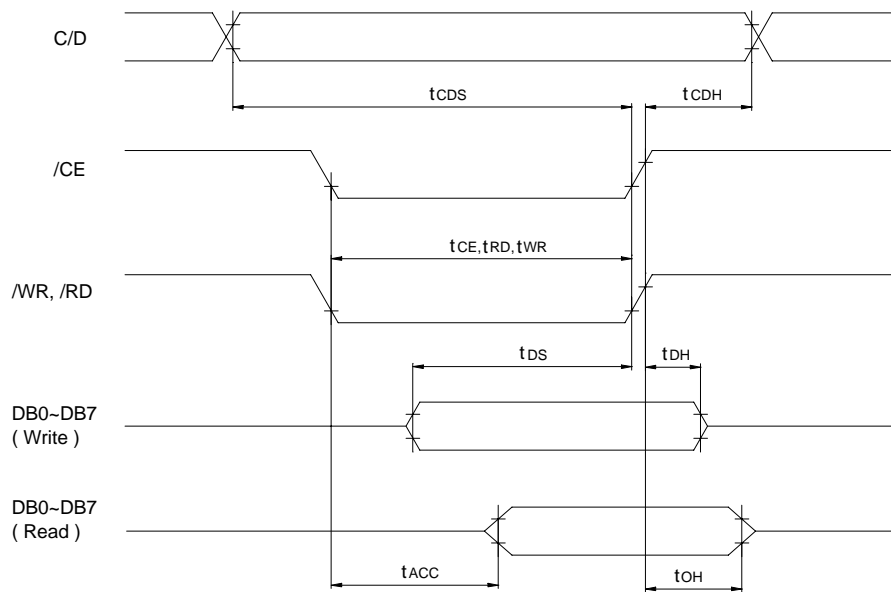 C/D
tCDS
tCDH
/CE
tCE,tRD,tWR
/WR, /RD
tDS
tDH
DB0~DB7
( Write )
DB0~DB7
( Read )
tACC
tOH